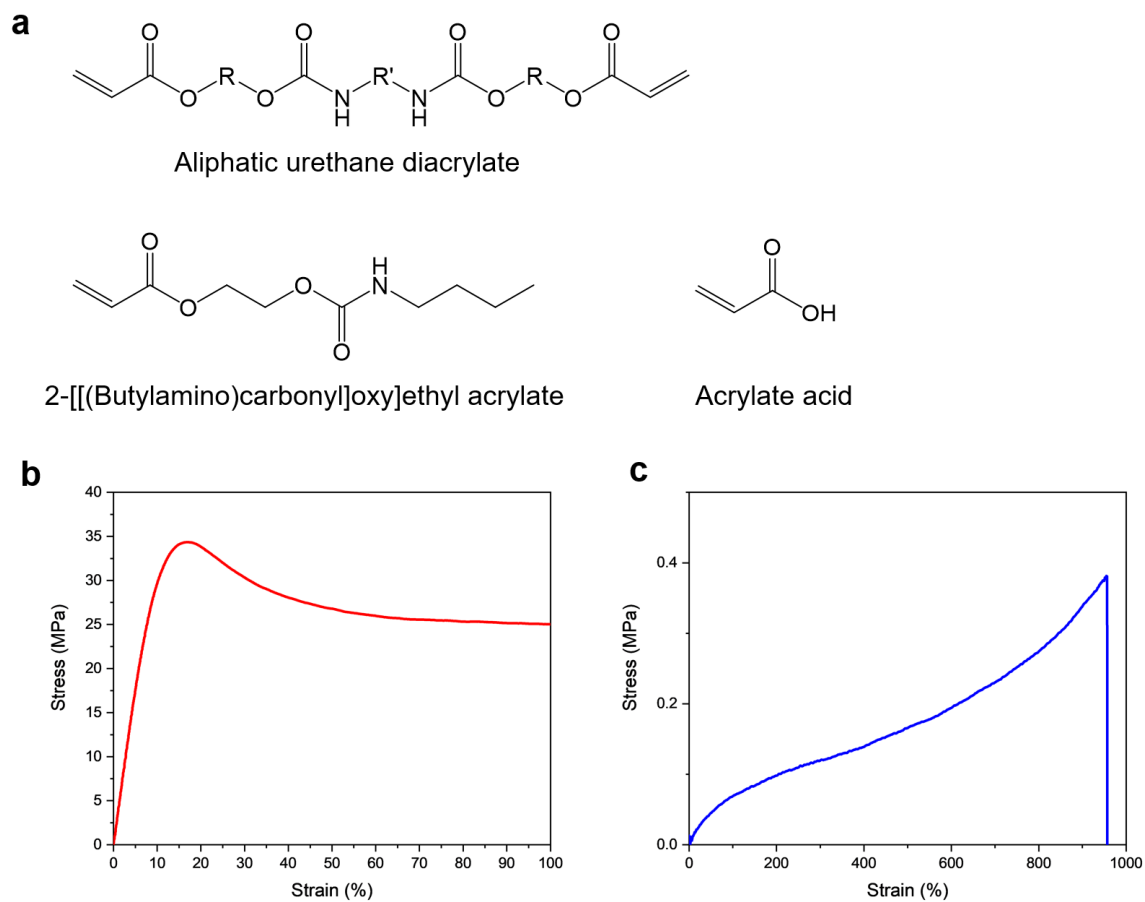 a
O
O
O
O
R
R'
R
O
O
N
H
N
H
O
O
Aliphatic urethane diacrylate
O
O
O
H
N
O
2-[[(Butylamino)carbonyl]oxy]ethyl acrylate
O
OH
Acrylate acid
b
40
35
30
25
20
15
10
5
0
Stress (MPa)
0 10 20 30 40 50 60 70 80 90 100
Strain (%)
c
0.4
0.2
0.0
Stress (MPa)
0 200 400 600 800 1000
Strain (%)